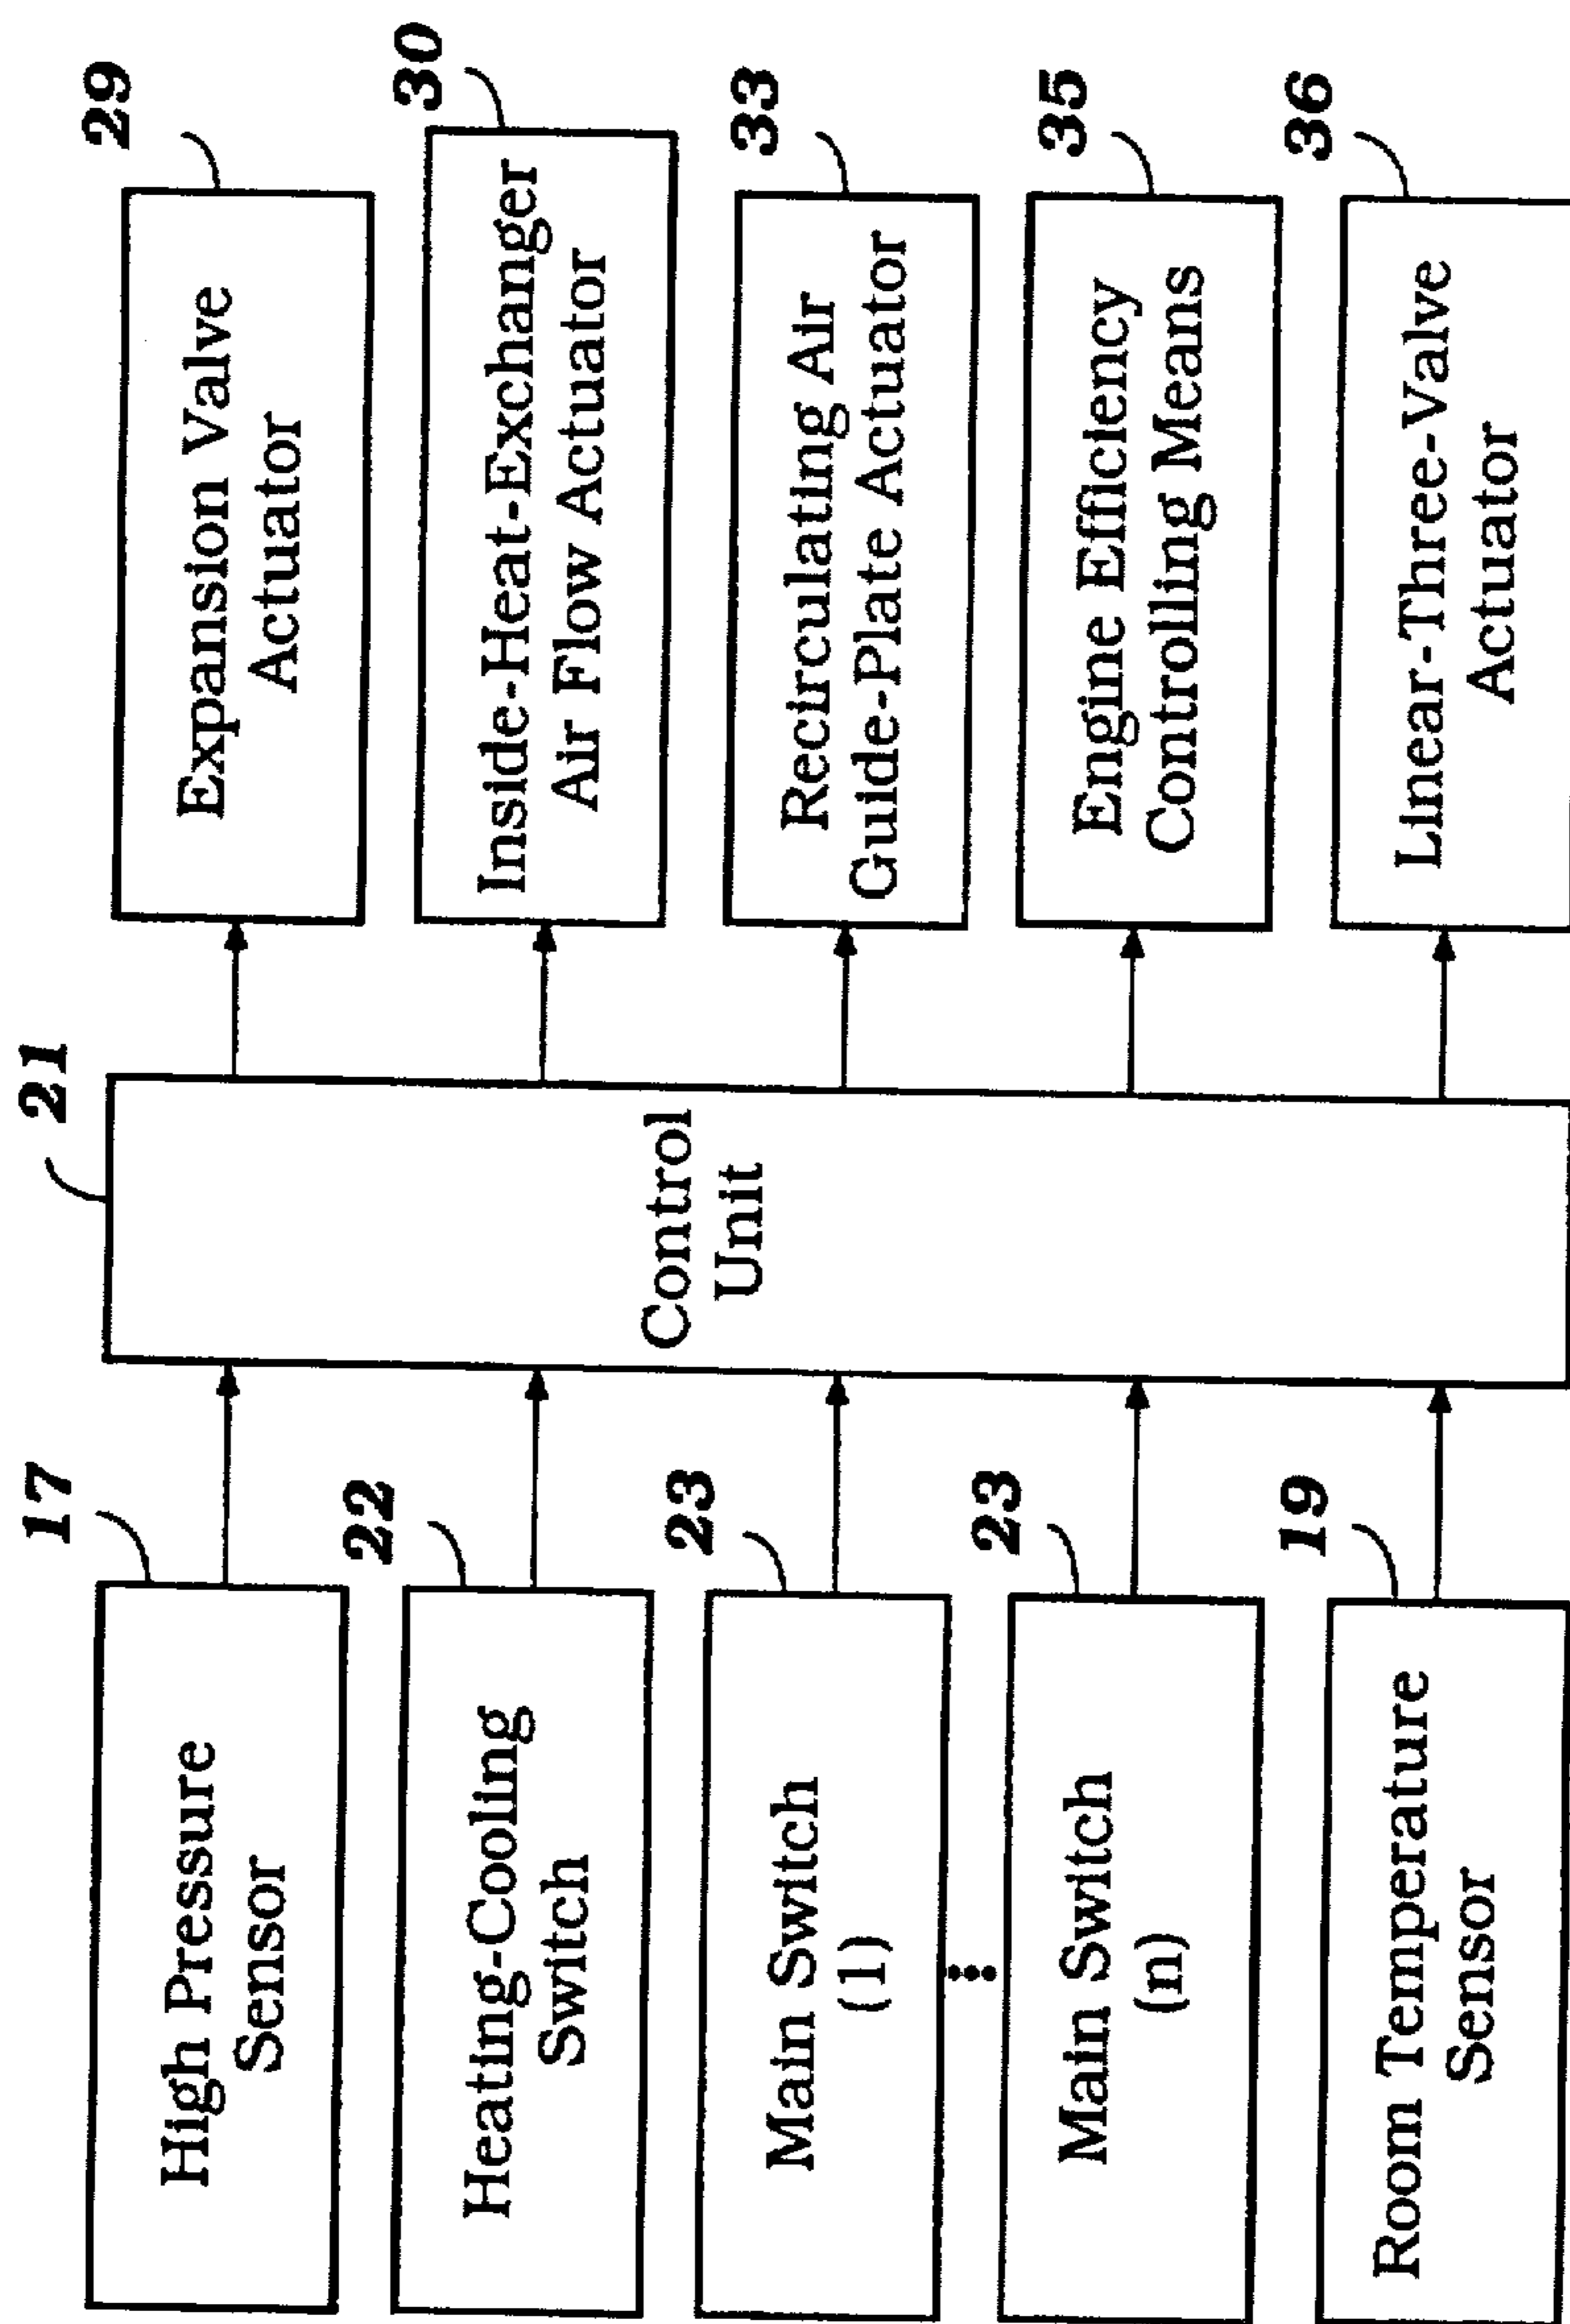 17
High Pressure
Sensor
22
Heating-Cooling
Switch
23
Main Switch
(1)
23
Main Switch
(n)
19
Room Temperature
Sensor
21
Control
Unit
29
Expansion Valve
Actuator
30
Inside-Heat-Exchanger
Air Flow Actuator
33
Recirculating Air
Guide-Plate Actuator
35
Engine Efficiency
Controlling Means
36
Linear-Three-Valve
Actuator